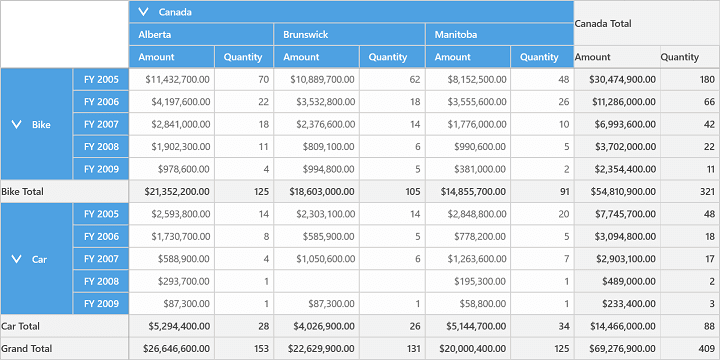 Canada
Canada Total
Alberta Brunswick Manitoba
Amount Quantity Amount Quantity Amount Quantity Amount Quantity
FY 2005 $11,432,700.00 70 $10,889,700.00 62 $8,152,500.00 48 $30,474,900.00 180
FY 2006 $4,197,600.00 22 $3,532,800.00 18 $3,555,600.00 26 $11,286,000.00 66
Bike FY 2007 $2,841,000.00 18 $2,376,600.00 14 $1,776,000.00 10 $6,993,600.00 42
FY 2008 $1,902,300.00 11 $809,100.00 6 $990,600.00 5 $3,702,000.00 22
FY 2009 $978,600.00 4 $994,800.00 5 $381,000.00 2 $2,354,400.00 11
Bike Total $21,352,200.00 125 $18,603,000.00 105 $14,855,700.00 91 $54,810,900.00 321
FY 2005 $2,593,800.00 14 $2,303,100.00 14 $2,848,800.00 20 $7,745,700.00 48
FY 2006 $1,730,700.00 8 $585,900.00 5 $778,200.00 5 $3,094,800.00 18
Car FY 2007 $588,900.00 4 $1,050,600.00 6 $1,263,600.00 7 $2,903,100.00 17
FY 2008 $293,700.00 1 $195,300.00 1 $489,000.00 2
FY 2009 $87,300.00 1 $87,300.00 1 $58,800.00 1 $233,400.00 3
Car Total $5,294,400.00 28 $4,026,900.00 26 $5,144,700.00 34 $14,466,000.00 88
Grand Total $26,646,600.00 153 $22,629,900.00 131 $20,000,400.00 125 $69,276,900.00 409